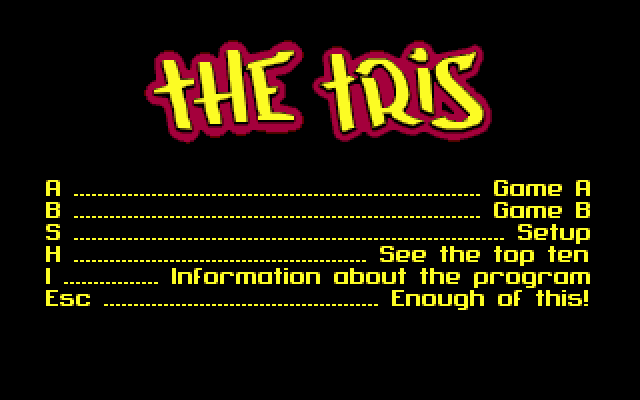 THE TRIS
A ........................................................................ Game A
B ........................................................................ Game B
S ............................................................................ Setup
H .................................................... See the top ten
I ................ Information about the program
Esc ................................................ Enough of this!